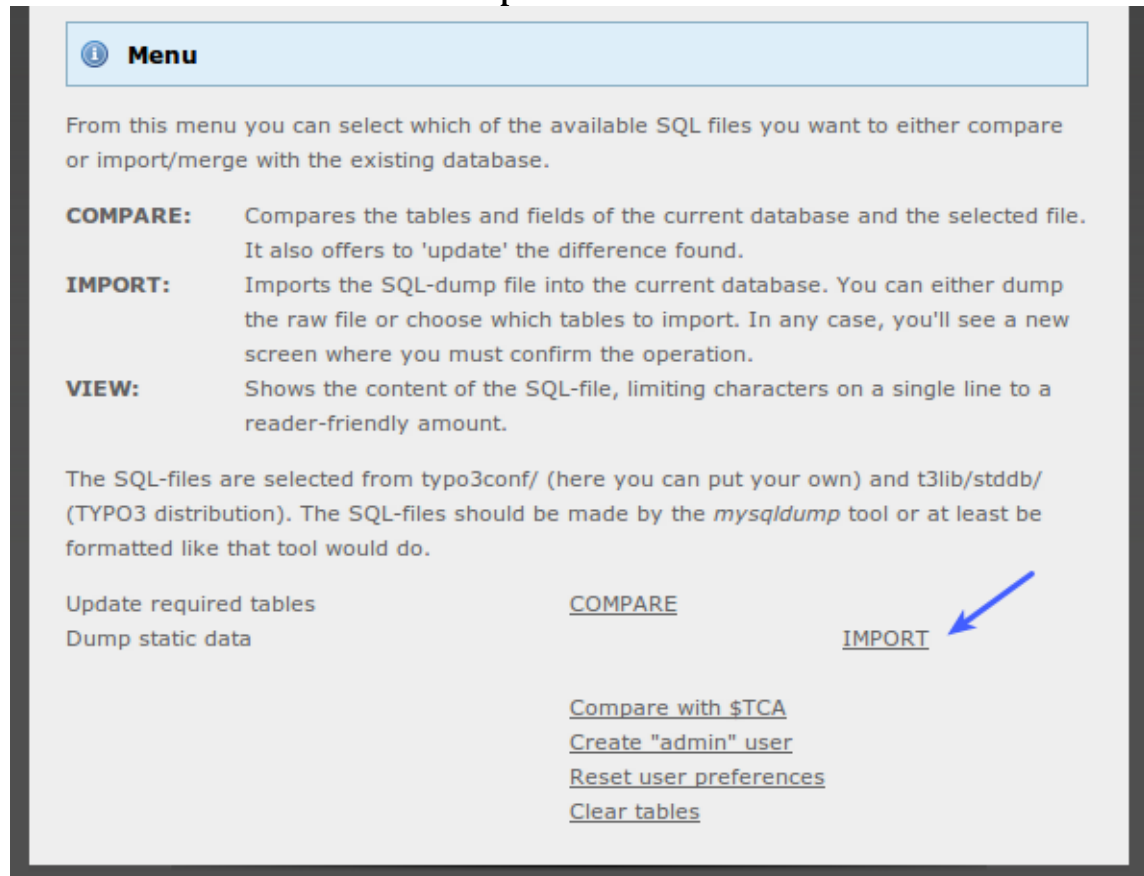 Menu
From this menu you can select which of the available SQL files you want to either compare
or import/merge with the existing database.
COMPARE: Compares the tables and fields of the current database and the selected file.
It also offers to 'update' the difference found.
IMPORT: Imports the SQL-dump file into the current database. You can either dump
the raw file or choose which tables to import. In any case, you'll see a new
screen where you must confirm the operation.
VIEW: Shows the content of the SQL-file, limiting characters on a single line to a
reader-friendly amount.
The SQL-files are selected from typo3conf/ (here you can put your own) and t3lib/stddb/
(TYPO3 distribution). The SQL-files should be made by the mysqldump tool or at least be
formatted like that tool would do.
Update required tables COMPARE
Dump static data IMPORT
Compare with $TCA
Create "admin" user
Reset user preferences
Clear tables